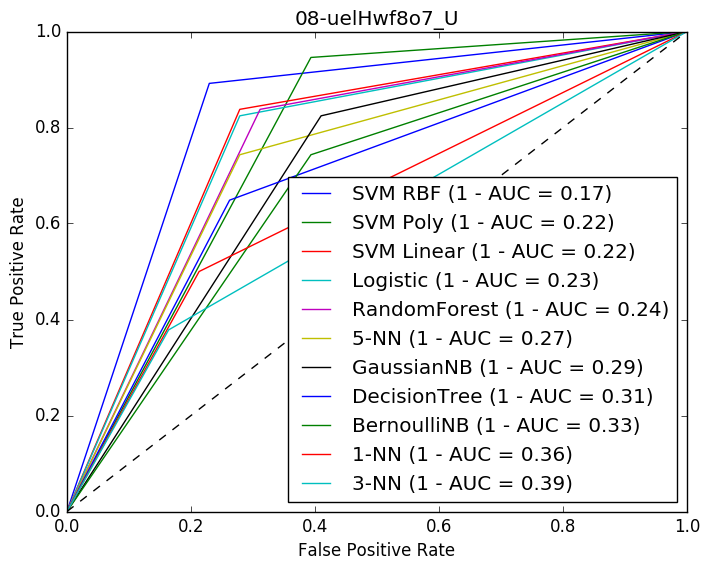 08-uelHwf8o7_U
1.0
0.8
0.6
0.4
0.2
0.0
True Positive Rate
SVM RBF (1 - AUC = 0.17)
SVM Poly (1 - AUC = 0.22)
SVM Linear (1 - AUC = 0.22)
Logistic (1 - AUC = 0.23)
RandomForest (1 - AUC = 0.24)
5-NN (1 - AUC = 0.27)
GaussianNB (1 - AUC = 0.29)
DecisionTree (1 - AUC = 0.31)
BernoulliNB (1 - AUC = 0.33)
1-NN (1 - AUC = 0.36)
3-NN (1 - AUC = 0.39)
0.0 0.2 0.4 0.6 0.8 1.0
False Positive Rate